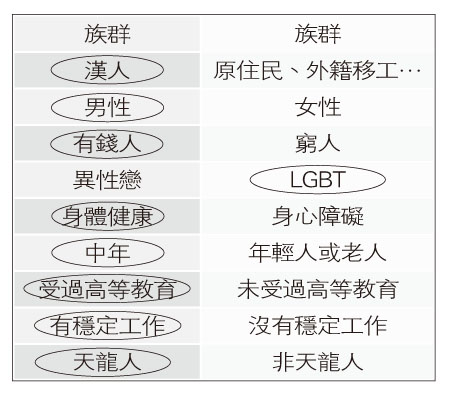 族群 族群
漢人 原住民、外籍移工…
男性 女性
有錢人 窮人
異性戀 LGBT
身體健康 身心障礙
中年 年輕人或老人
受過高等教育 未受過高等教育
有穩定工作 沒有穩定工作
天龍人 非天龍人